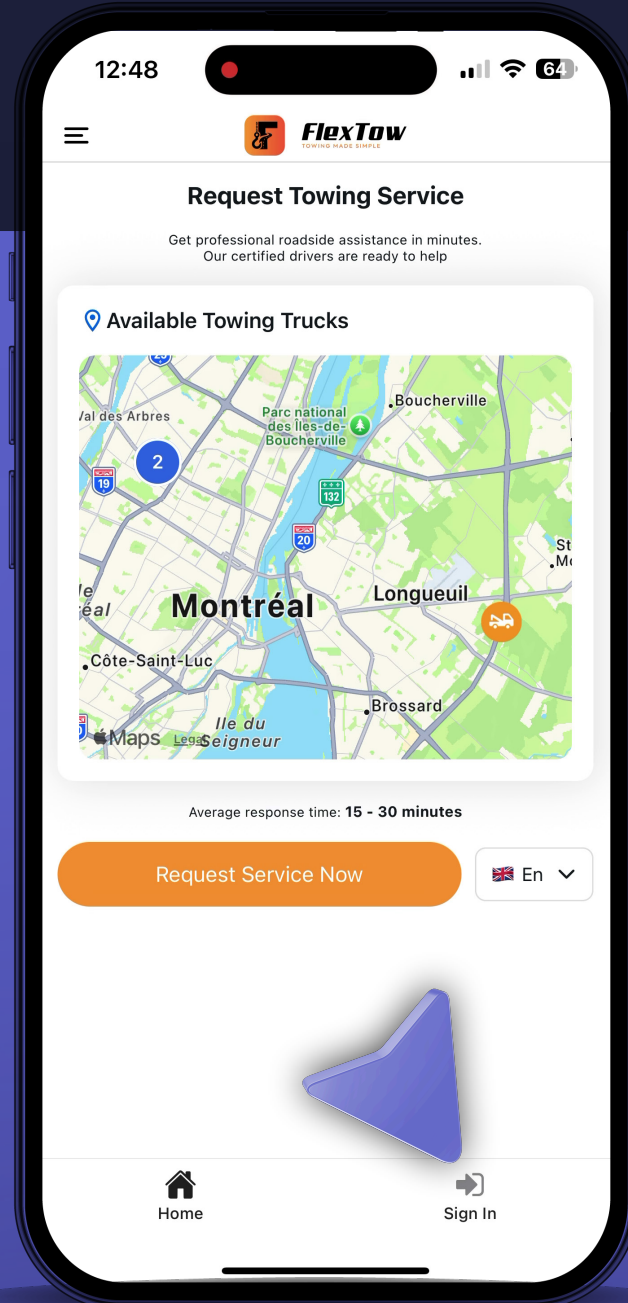 12:48
64
FlexTow
TOWING MADE SIMPLE
Request Towing Service
Get professional roadside assistance in minutes.
Our certified drivers are ready to help
Available Towing Trucks
Val des Arbres
Parc national
des Îles-de-
Boucherville
Boucherville
2
19
132
20
Montréal
Longueuil
Côte-Saint-Luc
Brossard
Île du
Seigneur
Maps
Average response time: 15 - 30 minutes
Request Service Now
En
Home
Sign In